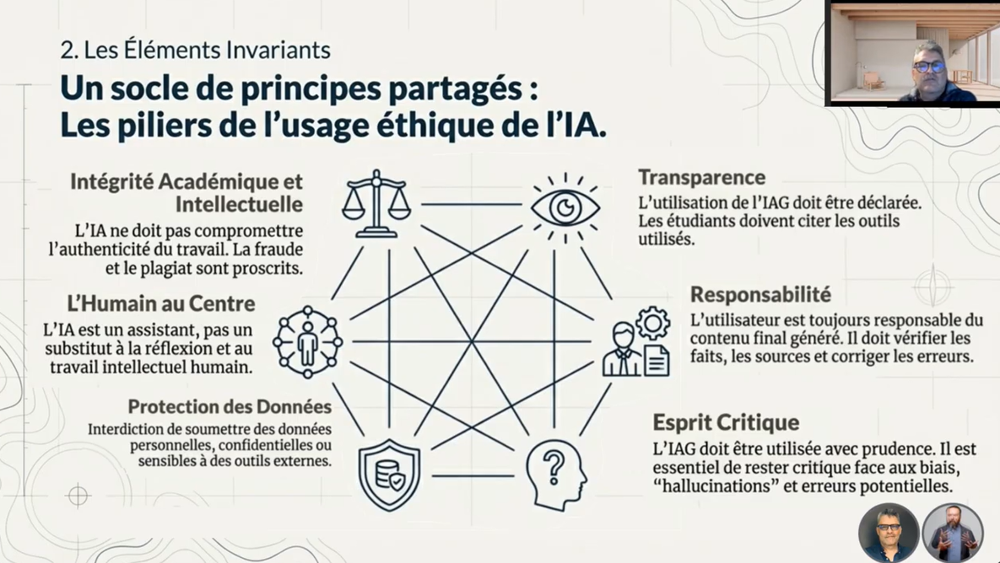 2. Les Éléments Invariants
Un socle de principes partagés :
Les piliers de l’usage éthique de l’IA.
Intégrité Académique et
Intellectuelle
L’IA ne doit pas compromettre
l’authenticité du travail. La fraude
et le plagiat sont proscrits.
L’Humain au Centre
L’IA est un assistant, pas un
substitut à la réflexion et au
travail intellectuel humain.
Protection des Données
Interdiction de soumettre des données
personnelles, confidentielles ou
sensibles à des outils externes.
Transparence
L’utilisation de l’IAG doit être déclarée.
Les étudiants doivent citer les outils
utilisés.
Responsabilité
L’utilisateur est toujours responsable du
contenu final généré. Il doit vérifier les
faits, les sources et corriger les erreurs.
Esprit Critique
L’IAG doit être utilisée avec prudence. Il est
essentiel de rester critique face aux biais,
“hallucinations” et erreurs potentielles.
?